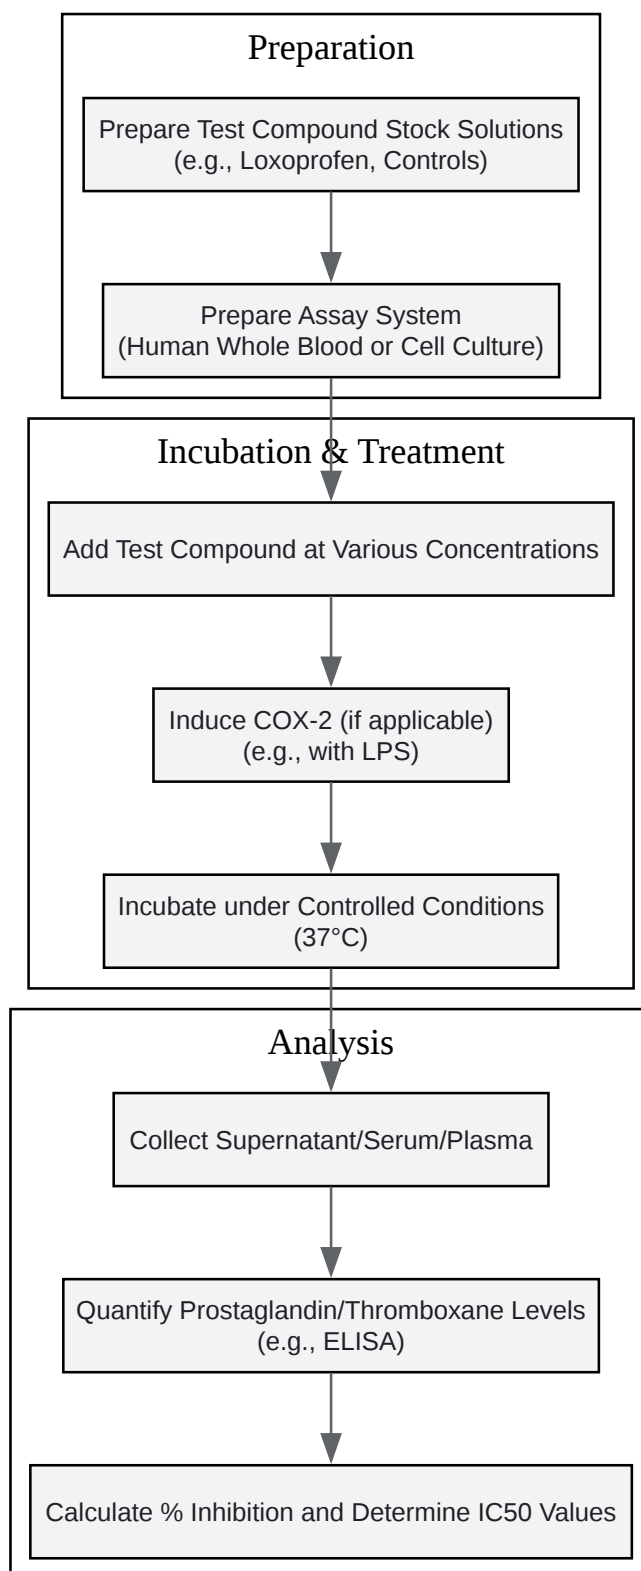 Preparation
Prepare Test Compound Stock Solutions
(e.g., Loxoprofen, Controls)
Prepare Assay System
(Human Whole Blood or Cell Culture)
Incubation & Treatment
Add Test Compound at Various Concentrations
Induce COX-2 (if applicable)
(e.g., with LPS)
Incubate under Controlled Conditions
(37°C)
Analysis
Collect Supernatant/Serum/Plasma
Quantify Prostaglandin/Thromboxane Levels
(e.g., ELISA)
Calculate % Inhibition and Determine IC50 Values